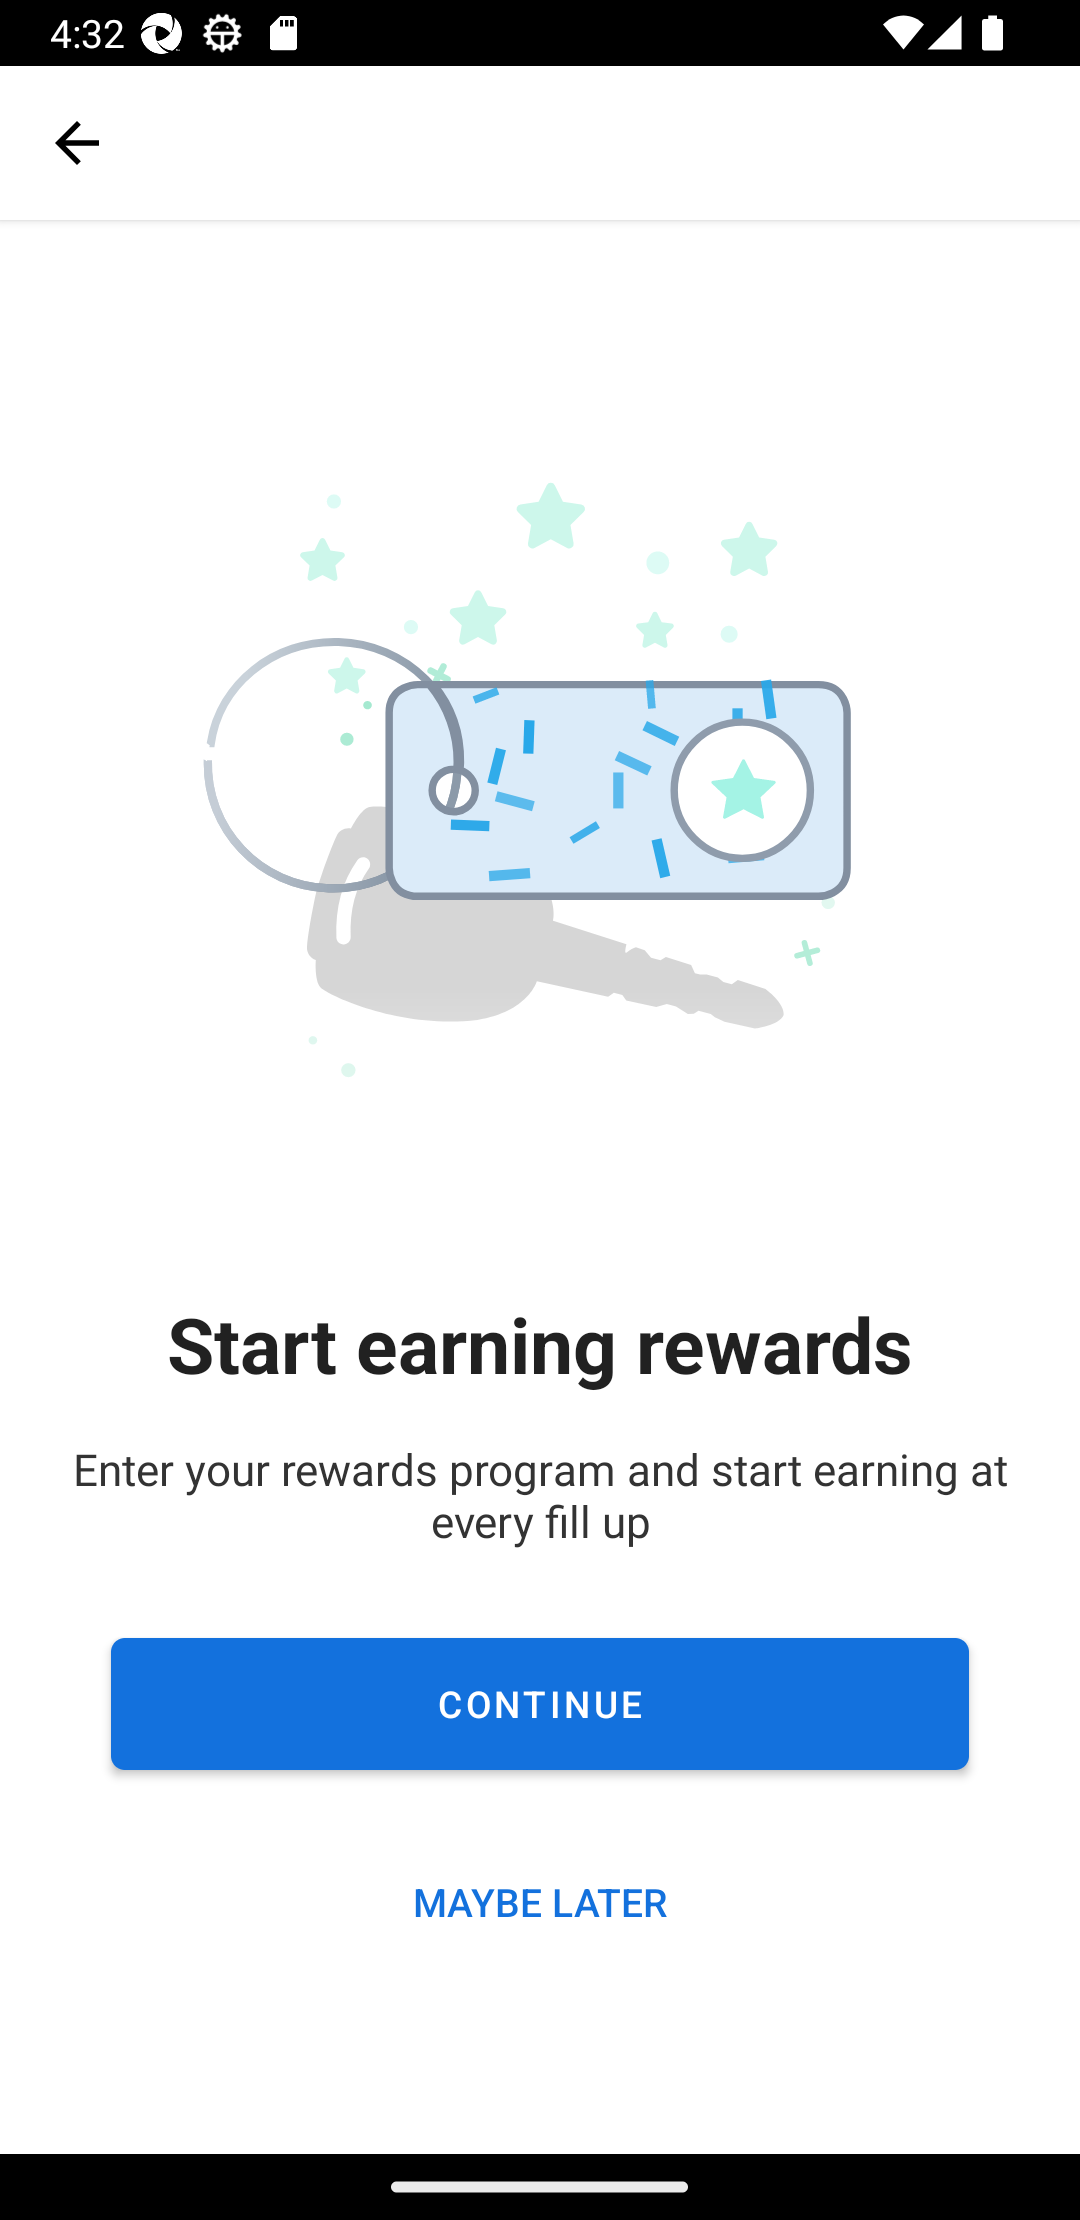 4:32
Start earning rewards
Enter your rewards program and start earning at
every fill up
CONTINUE
MAYBE LATER